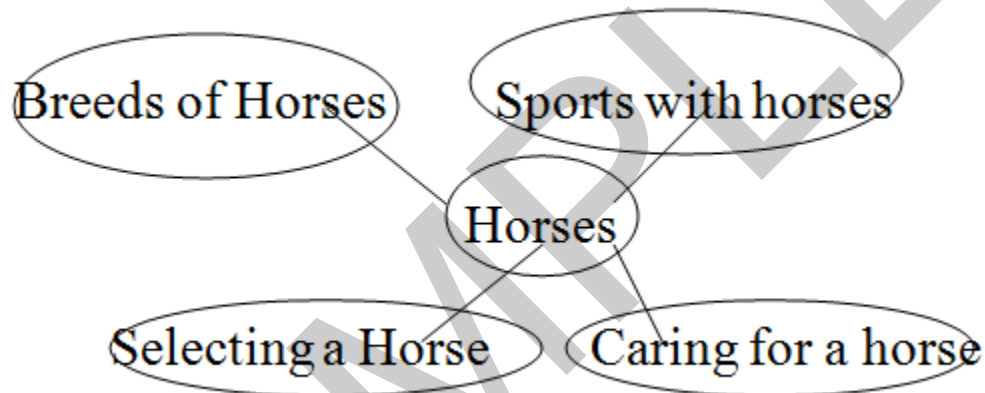 Breeds of Horses
Sports with horses
Horses
Selecting a Horse
Caring for a horse